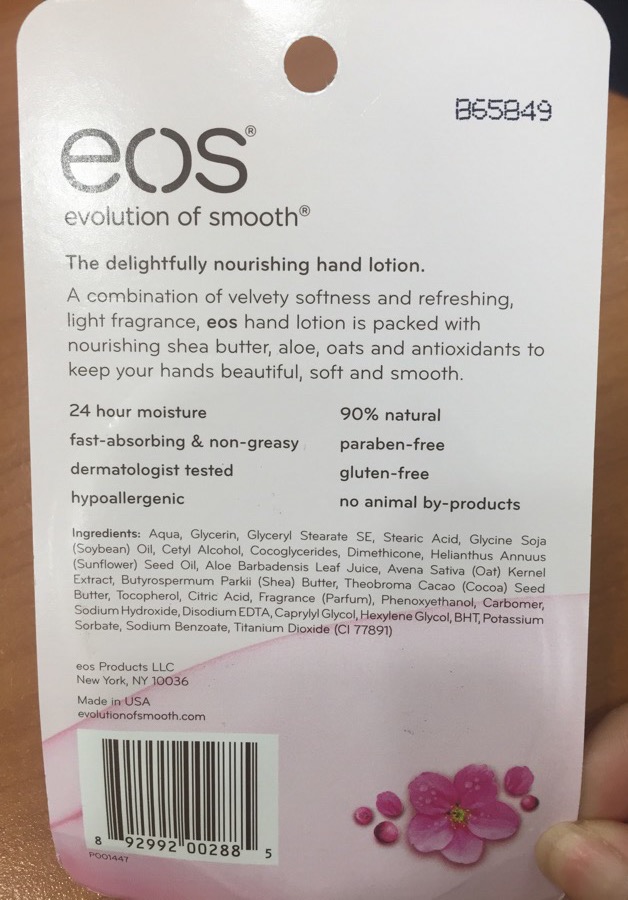 B65849
eos®
evolution of smooth®
The delightfully nourishing hand lotion.
A combination of velvety softness and refreshing,
light fragrance, eos hand lotion is packed with
nourishing shea butter, aloe, oats and antioxidants to
keep your hands beautiful, soft and smooth.
24 hour moisture
fast-absorbing & non-greasy
dermatologist tested
hypoallergenic
90% natural
paraben-free
gluten-free
no animal by-products
Ingredients: Aqua, Glycerin, Glyceryl Stearate SE, Stearic Acid, Glycine Soja
(Soybean) Oil, Cetyl Alcohol, Cocoglycerides, Dimethicone, Helianthus Annuus
(Sunflower) Seed Oil, Aloe Barbadensis Leaf Juice, Avena Sativa (Oat) Kernel
Extract, Butyrospermum Parkii (Shea) Butter, Theobroma Cacao (Cocoa) Seed
Butter, Tocopherol, Citric Acid, Fragrance (Parfum), Phenoxyethanol, Carbomer,
Sodium Hydroxide, Disodium EDTA, Caprylyl Glycol, Hexylene Glycol, BHT, Potassium
Sorbate, Sodium Benzoate, Titanium Dioxide (CI 77891)
eos Products LLC
New York, NY 10036
Made in USA
evolutionofsmooth.com
8 92992 00288 5
P001447